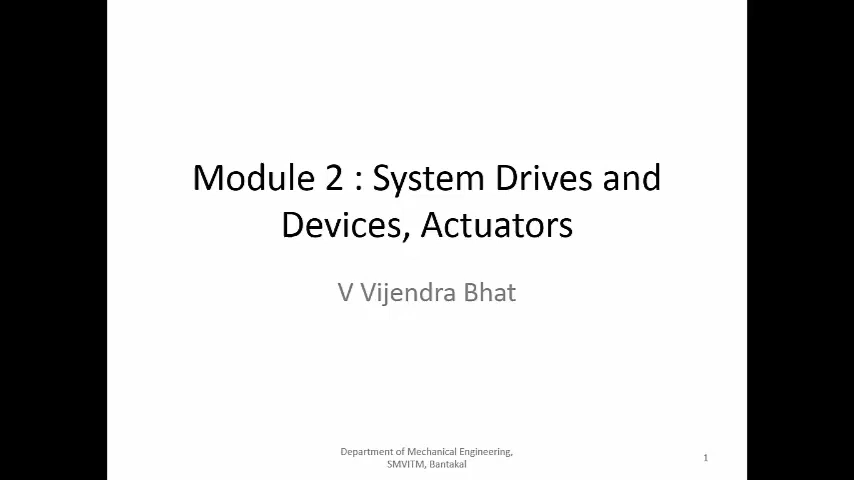 Module 2 : System Drives and
Devices, Actuators
V Vijendra Bhat
Department of Mechanical Engineering,
SMVITM, Bantakal
1